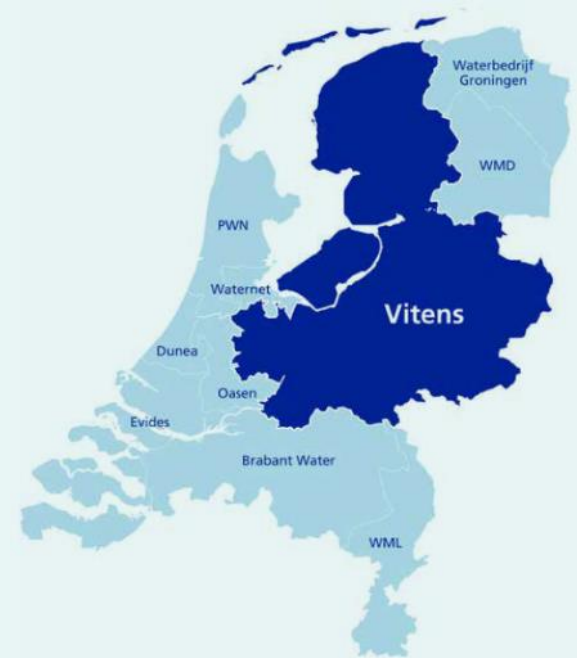 Waterbedrijf
Groningen
WMD
PWN
Waternet
Vitens
Dunea
Oasen
Evides
Brabant Water
WML